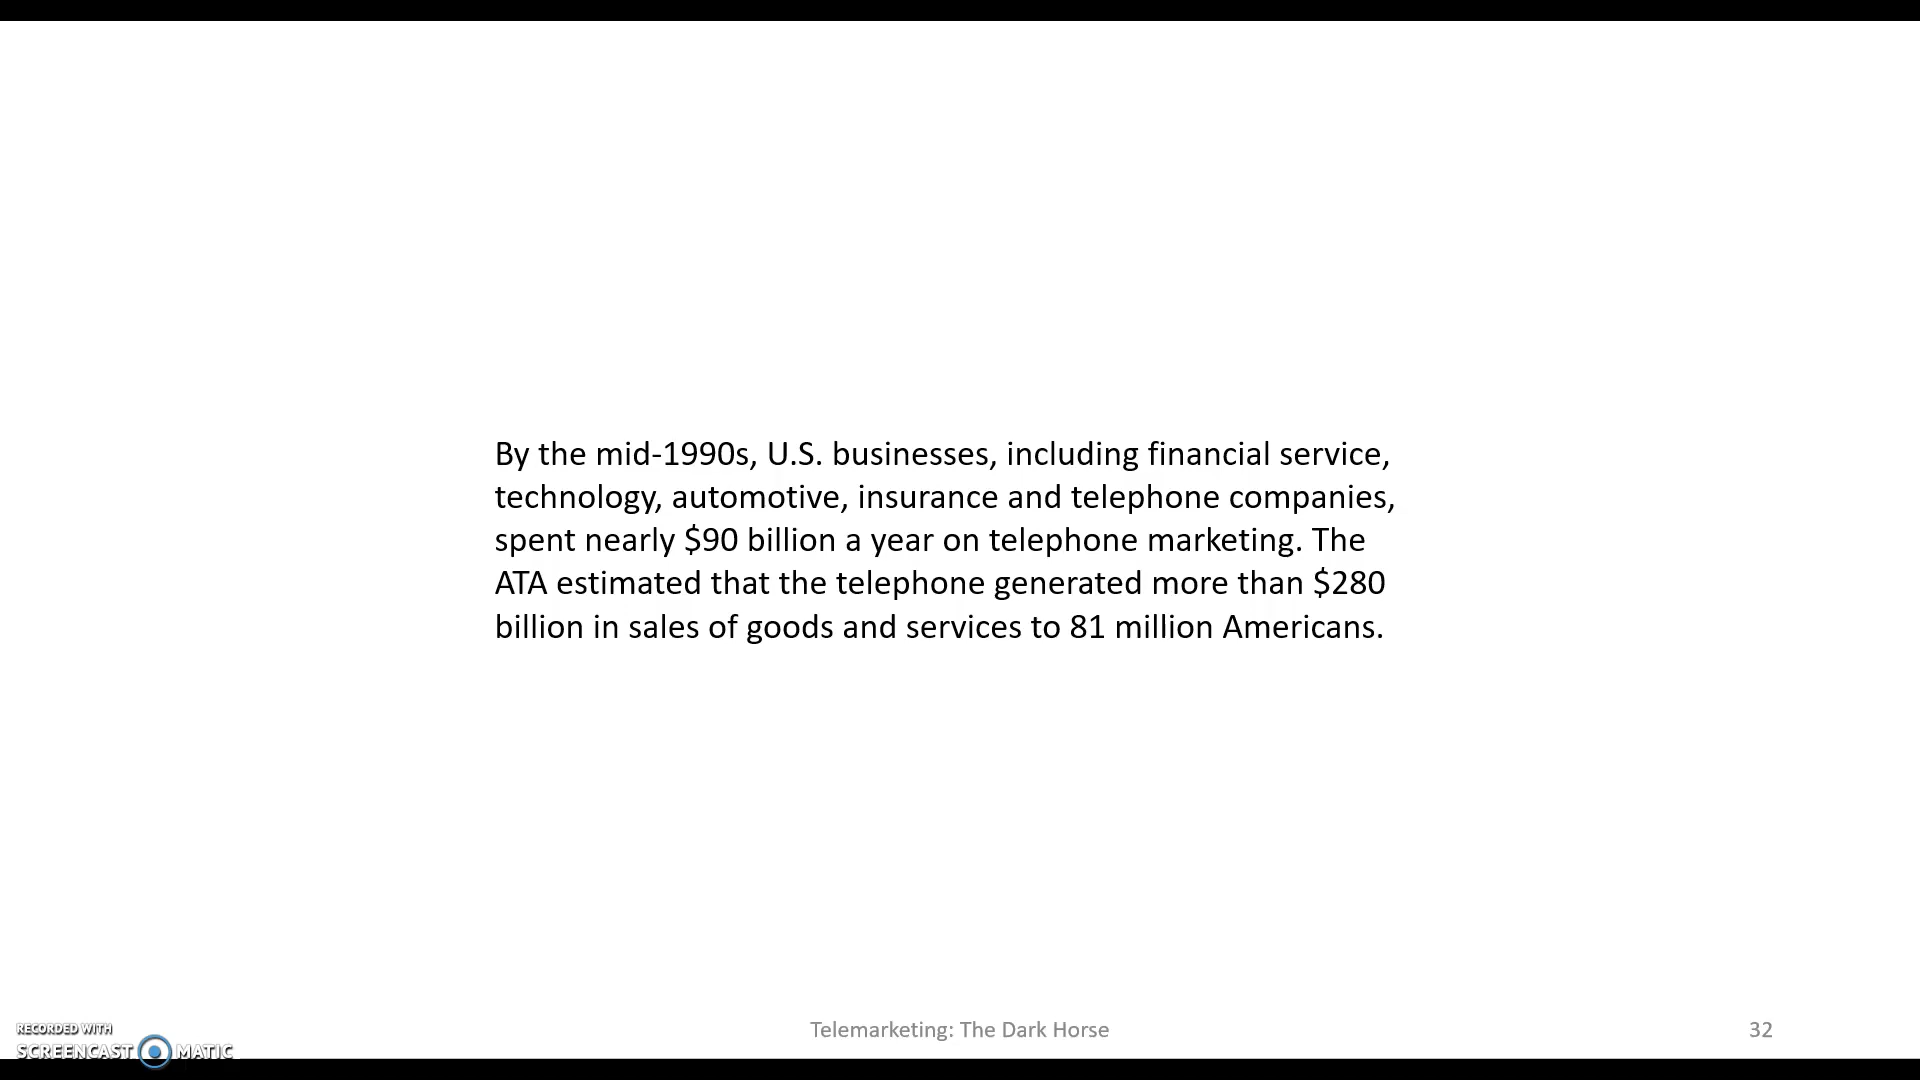 By the mid-1990s, U.S. businesses, including financial service,
technology, automotive, insurance and telephone companies,
spent nearly $90 billion a year on telephone marketing. The
ATA estimated that the telephone generated more than $280
billion in sales of goods and services to 81 million Americans.
Telemarketing: The Dark Horse
32
RECORDED WITH
SCREENCAST MATIC